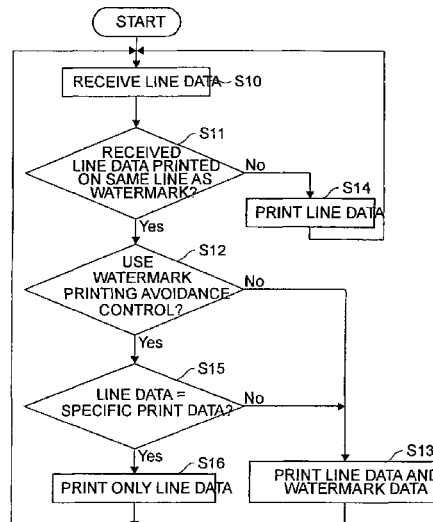 START
RECEIVE LINE DATA
S10
S11
RECEIVED
LINE DATA PRINTED
ON SAME LINE AS
WATERMARK?
No
S14
PRINT LINE DATA
Yes
S12
USE
WATERMARK
PRINTING AVOIDANCE
CONTROL?
No
Yes
S15
LINE DATA =
SPECIFIC PRINT DATA?
No
Yes
S16
PRINT ONLY LINE DATA
S13
PRINT LINE DATA AND
WATERMARK DATA